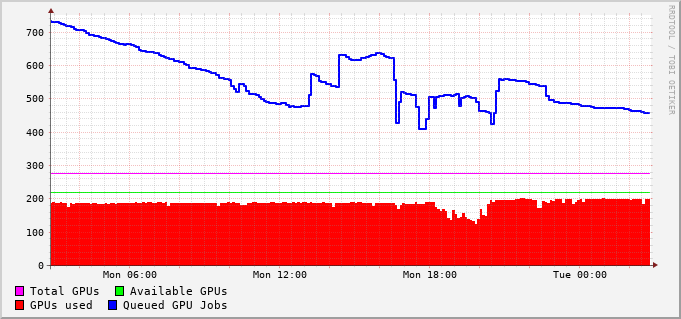 RRDTOOL / TOBI OETIKER
700
600
500
400
300
200
100
0
Mon 06:00 Mon 12:00 Mon 18:00 Tue 00:00
Total GPUs Available GPUs
GPUs used Queued GPU Jobs